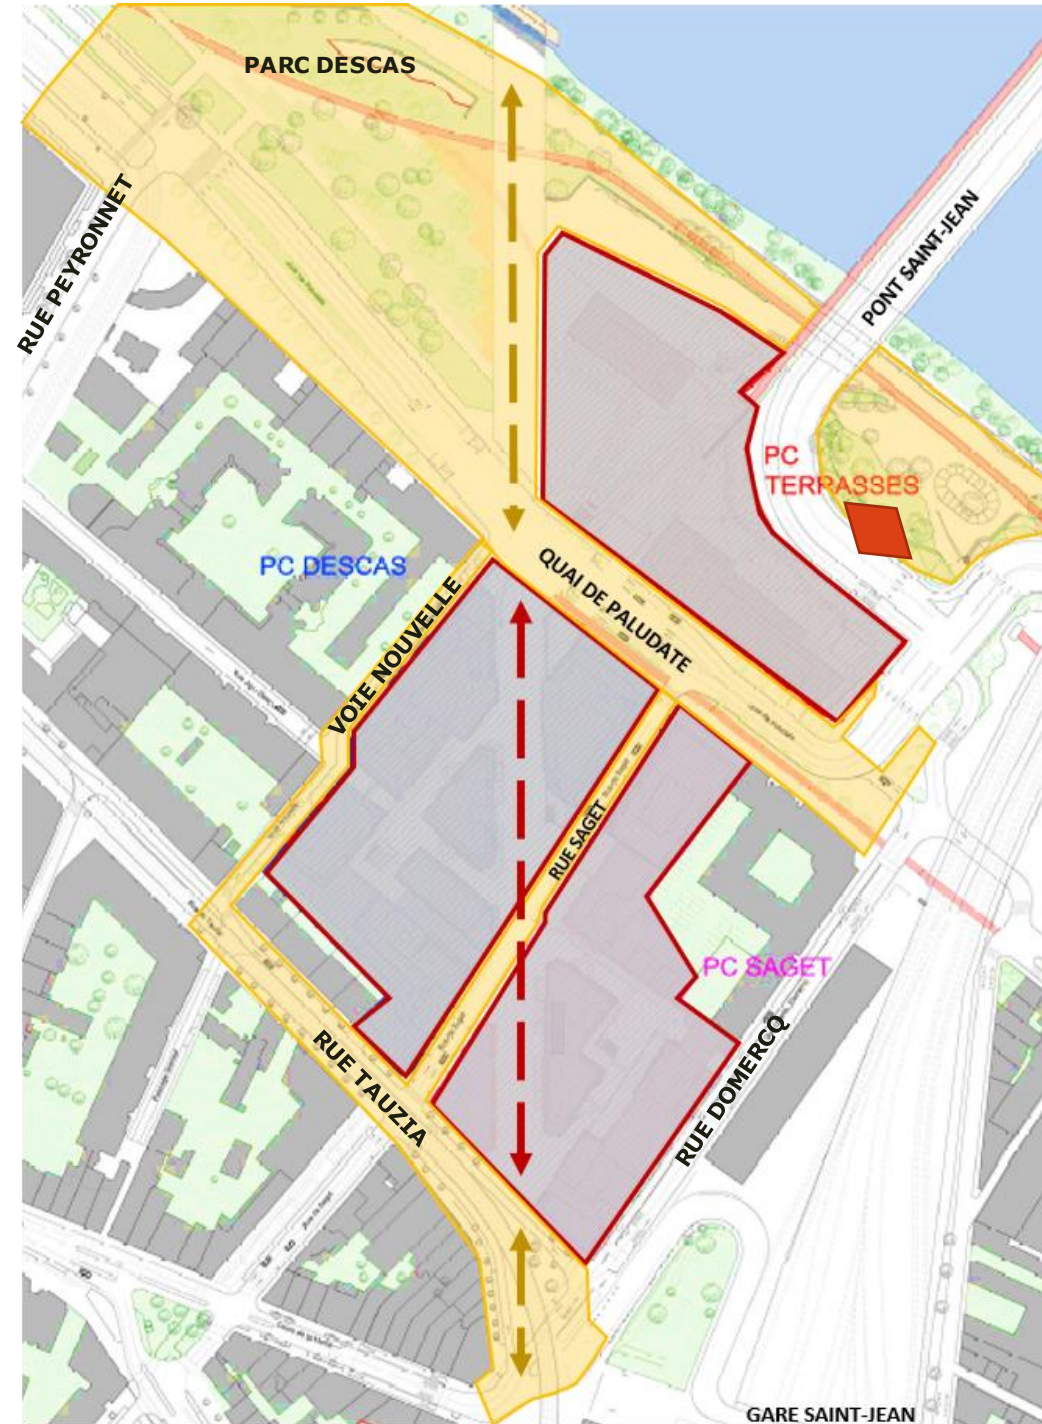 PARC DESCAS
RUE PEYRONNET
PONT SAINT-JEAN
PC
TERRASSES
PC DESCAS
QUAI DE PALUDATE
VOIE NOUVELLE
RUE SAGET
PC SAGET
RUE TAUZIA
RUE DOMERCQ
GARE SAINT-JEAN